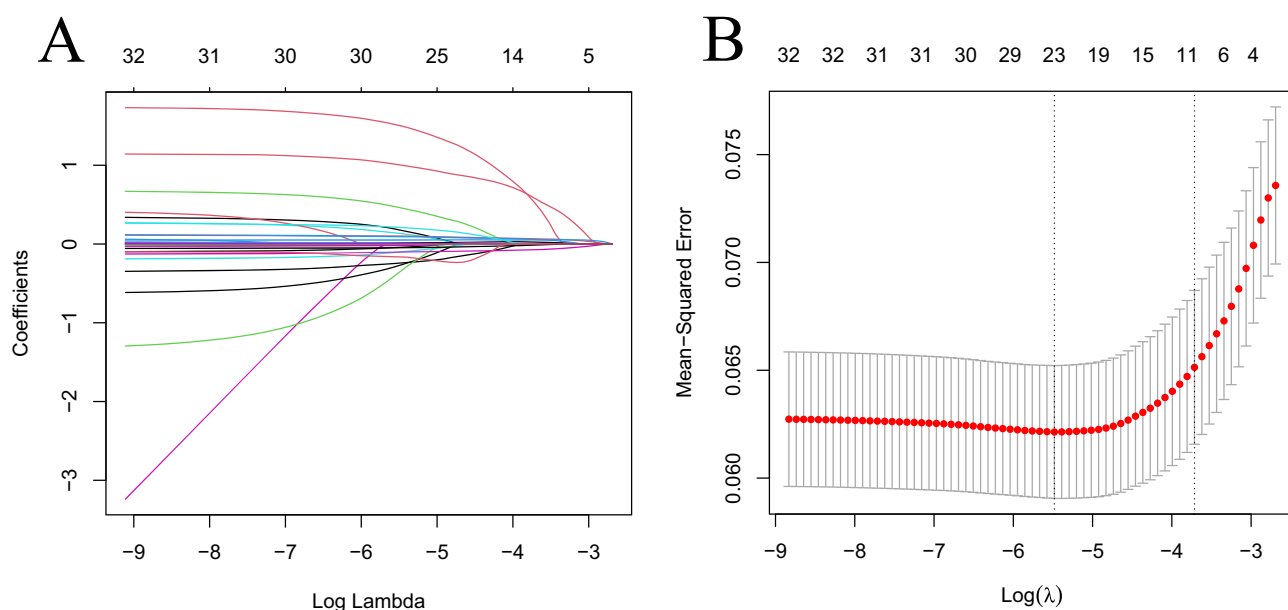 A
32 31 30 30 25 14 5
1
0
−1
−2
−3
Coefficients
−9 −8 −7 −6 −5 −4 −3
Log Lambda
B
32 32 31 31 30 29 23 19 15 11 6 4
0.075
0.070
0.065
0.060
Mean−Squared Error
−9 −8 −7 −6 −5 −4 −3
Log(λ)